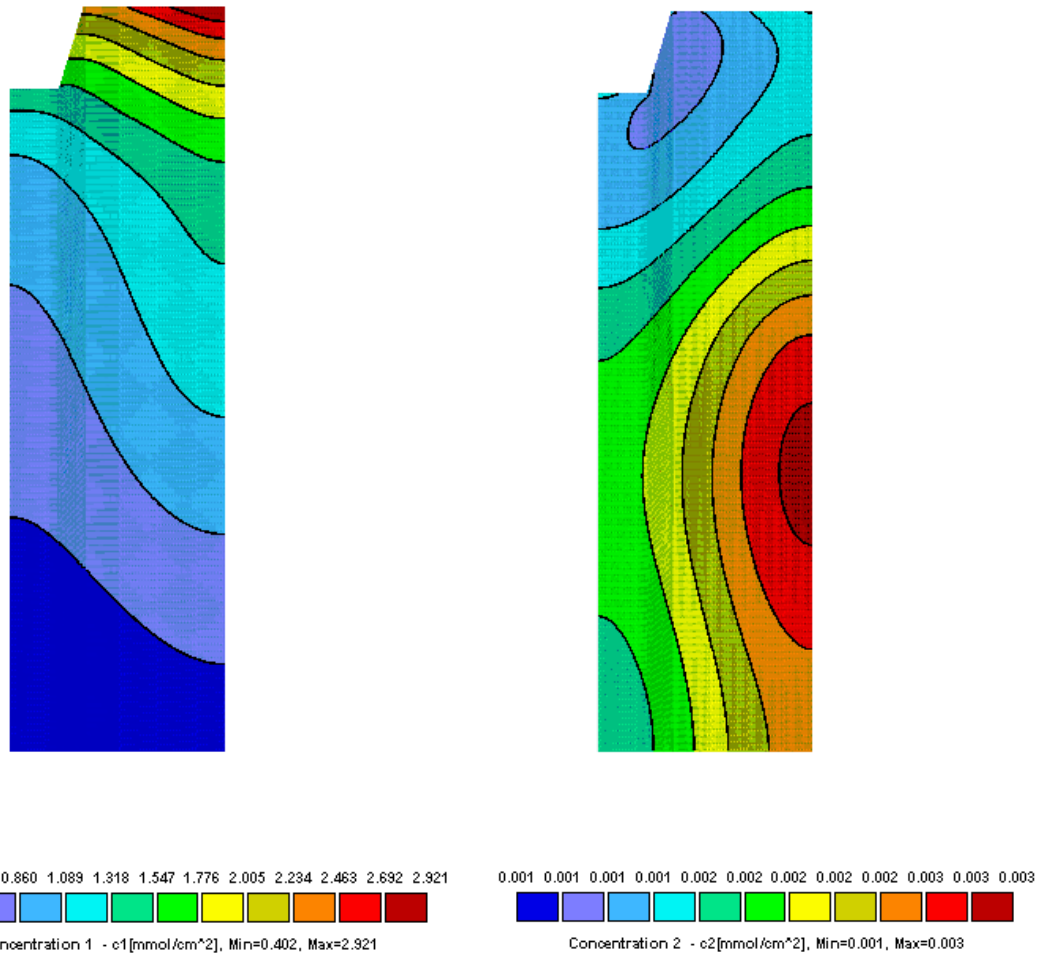 0.860 1.089 1.318 1.547 1.776 2.005 2.234 2.463 2.692 2.921
0.001 0.001 0.001 0.001 0.002 0.002 0.002 0.002 0.002 0.003 0.003 0.003
ncentration 1 - c1[mmol/cm^2], Min=0.402, Max=2.921
Concentration 2 - c2[mmol/cm^2], Min=0.001, Max=0.003